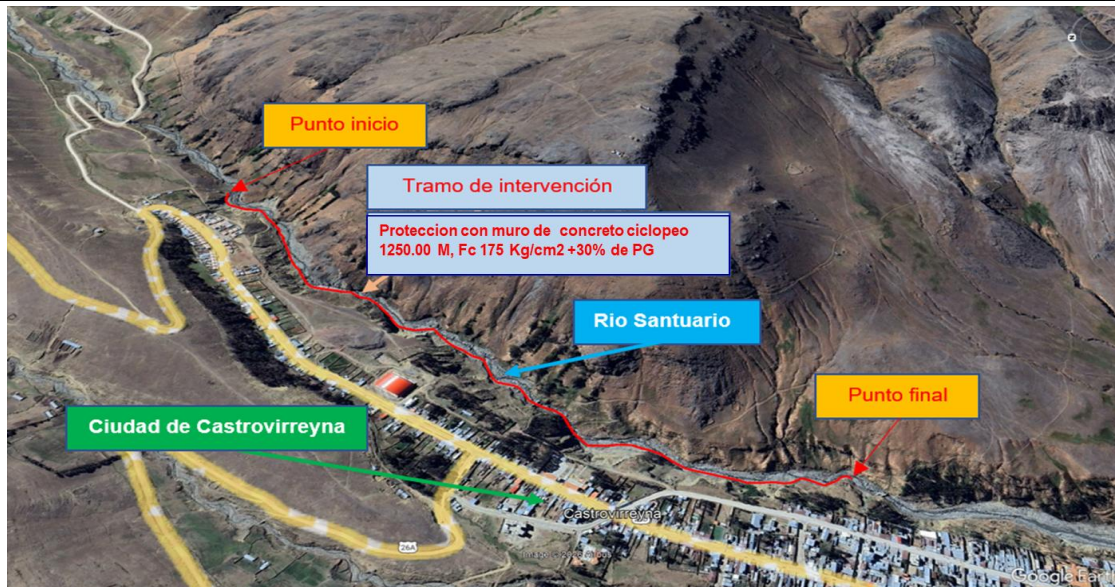 Punto inicio
Tramo de intervención
Proteccion con muro de concreto ciclopeo
1250.00 M, Fc 175 Kg/cm2 +30% de PG
Rio Santuario
Punto final
Ciudad de Castrovirreyna
Castrovirreyna
26A
Google Earth